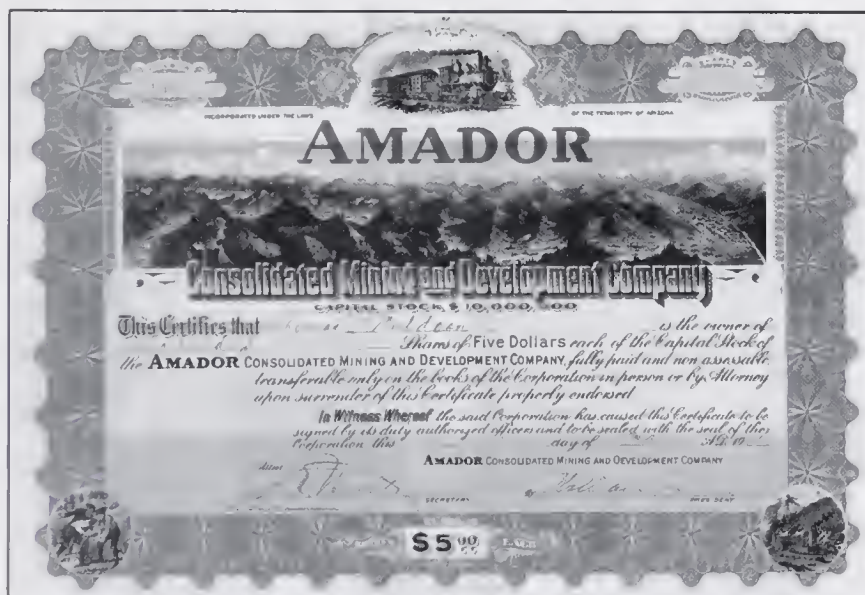 INCORPORATED UNDER THE LAWS OF THE TERRITORY OF ARIZONA
AMADOR
Consolidated Mining and Development Company
CAPITAL STOCK, $10,000,000
This Certifies that is the owner of
Shares of Five Dollars each of the Capital Stock of
the AMADOR CONSOLIDATED MINING AND DEVELOPMENT COMPANY, fully paid and non assessable
transferable only on the books of the Corporation in person or by Attorney
upon surrender of this Certificate properly endorsed
In Witness Whereof the said Corporation has caused this Certificate to be
signed by its duly authorized officers and to be sealed with the seal of the
Corporation this day of A.D. 19
AMADOR CONSOLIDATED MINING AND DEVELOPMENT COMPANY
SECRETARY PRESIDENT
$5.00 EACH